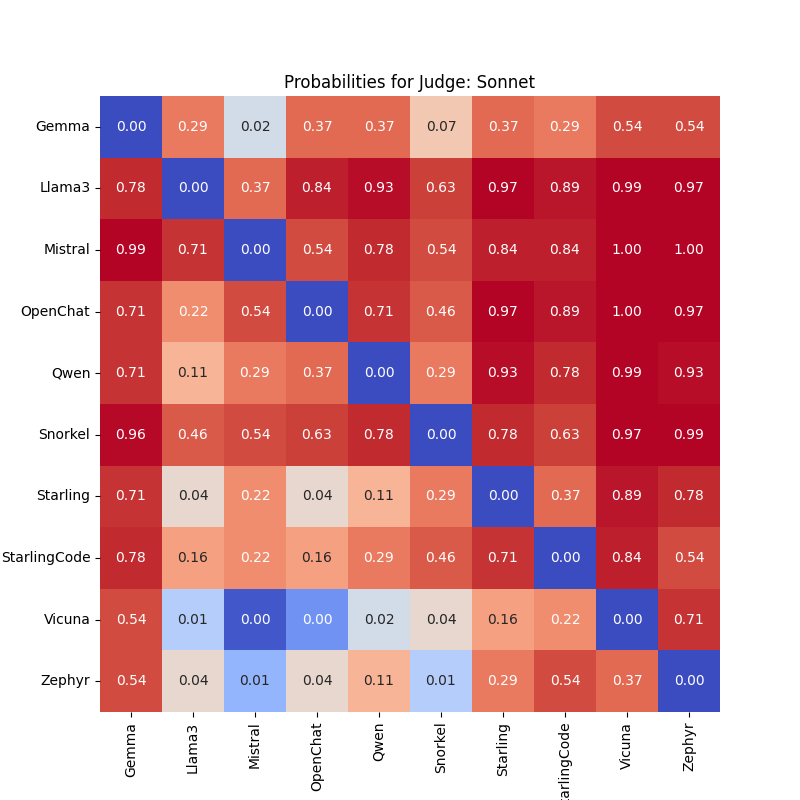 Probabilities for Judge: Sonnet
Gemma 0.00 0.29 0.02 0.37 0.37 0.07 0.37 0.29 0.54 0.54
Llama3 0.78 0.00 0.37 0.84 0.93 0.63 0.97 0.89 0.99 0.97
Mistral 0.99 0.71 0.00 0.54 0.78 0.54 0.84 0.84 1.00 1.00
OpenChat 0.71 0.22 0.54 0.00 0.71 0.46 0.97 0.89 1.00 0.97
Qwen 0.71 0.11 0.29 0.37 0.00 0.29 0.93 0.78 0.99 0.93
Snorkel 0.96 0.46 0.54 0.63 0.78 0.00 0.78 0.63 0.97 0.99
Starling 0.71 0.04 0.22 0.04 0.11 0.29 0.00 0.37 0.89 0.78
StarlingCode 0.78 0.16 0.22 0.16 0.29 0.46 0.71 0.00 0.84 0.54
Vicuna 0.54 0.01 0.00 0.00 0.02 0.04 0.16 0.22 0.00 0.71
Zephyr 0.54 0.04 0.01 0.04 0.11 0.01 0.29 0.54 0.37 0.00
Gemma Llama3 Mistral OpenChat Qwen Snorkel Starling arlingCode Vicuna Zephyr